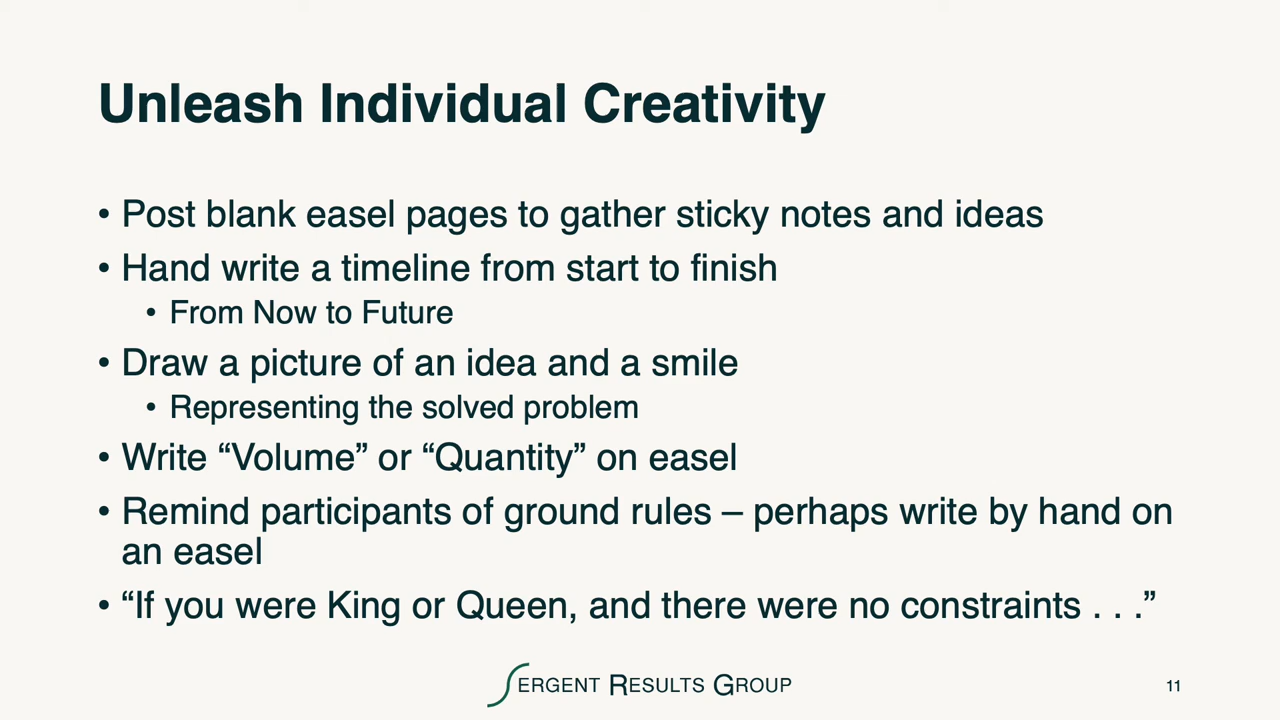 Unleash Individual Creativity
• Post blank easel pages to gather sticky notes and ideas
• Hand write a timeline from start to finish
• From Now to Future
• Draw a picture of an idea and a smile
• Representing the solved problem
• Write “Volume” or “Quantity” on easel
• Remind participants of ground rules – perhaps write by hand on
an easel
• “If you were King or Queen, and there were no constraints . . .”
SERGENT RESULTS GROUP
11